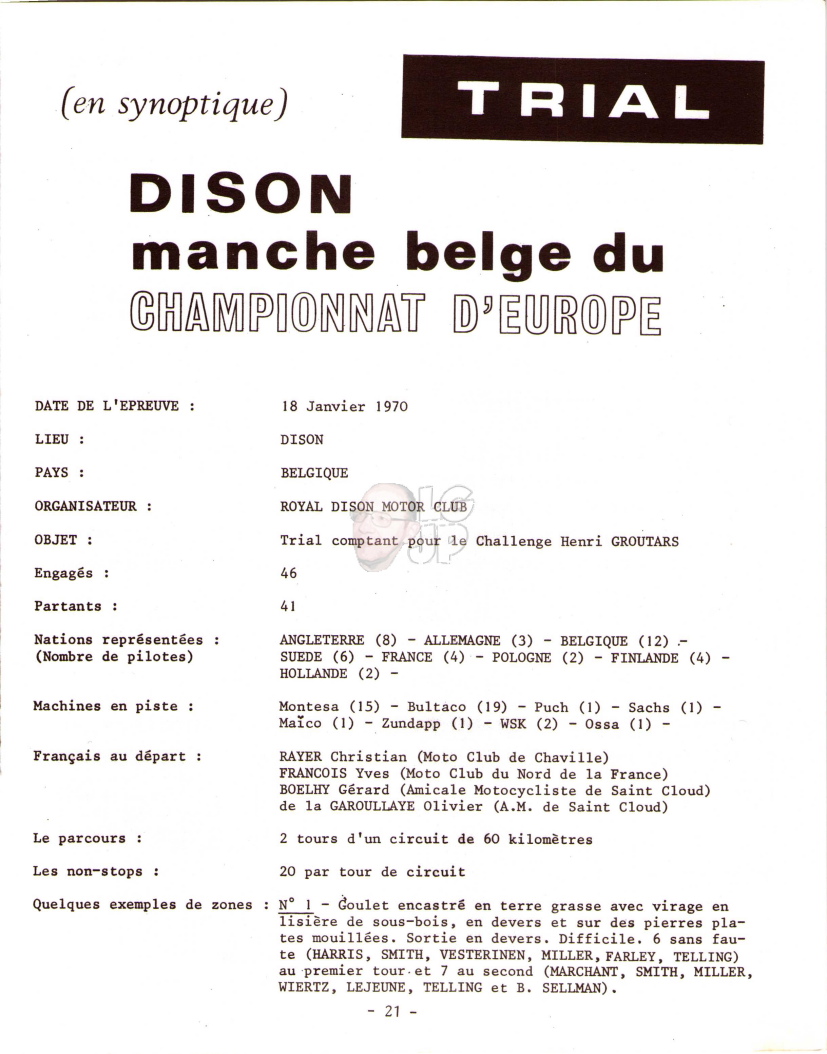 (en synoptique)
TRIAL
DISON
manche belge du
CHAMPIONNAT D'EUROPE
DATE DE L'EPREUVE : 18 Janvier 1970
LIEU : DISON
PAYS : BELGIQUE
ORGANISATEUR : ROYAL DISON MOTOR CLUB
OBJET : Trial comptant pour le Challenge Henri GROUTARS
Engagés : 46
Partants : 41
Nations représentées : ANGLETERRE (8) - ALLEMAGNE (3) - BELGIQUE (12) -
(Nombre de pilotes) SUEDE (6) - FRANCE (4) - POLOGNE (2) - FINLANDE (4) -
HOLLANDE (2) -
Machines en piste : Montesa (15) - Bultaco (19) - Puch (1) - Sachs (1) -
Maïco (1) - Zundapp (1) - WSK (2) - Ossa (1) -
Français au départ : RAYER Christian (Moto Club de Chaville)
FRANCOIS Yves (Moto Club du Nord de la France)
BOELHY Gérard (Amicale Motocycliste de Saint Cloud)
de la GAROULLAYE Olivier (A.M. de Saint Cloud)
Le parcours : 2 tours d'un circuit de 60 kilomètres
Les non-stops : 20 par tour de circuit
Quelques exemples de zones : N° 1 - Goulet encastré en terre grasse avec virage en
lisière de sous-bois, en devers et sur des pierres pla-
tes mouillées. Sortie en devers. Difficile. 6 sans fau-
te (HARRIS, SMITH, VESTERINEN, MILLER, FARLEY, TELLING)
au premier tour et 7 au second (MARCHANT, SMITH, MILLER,
WIERTZ, LEJEUNE, TELLING et B. SELLMAN).
- 21 -
LG
JP